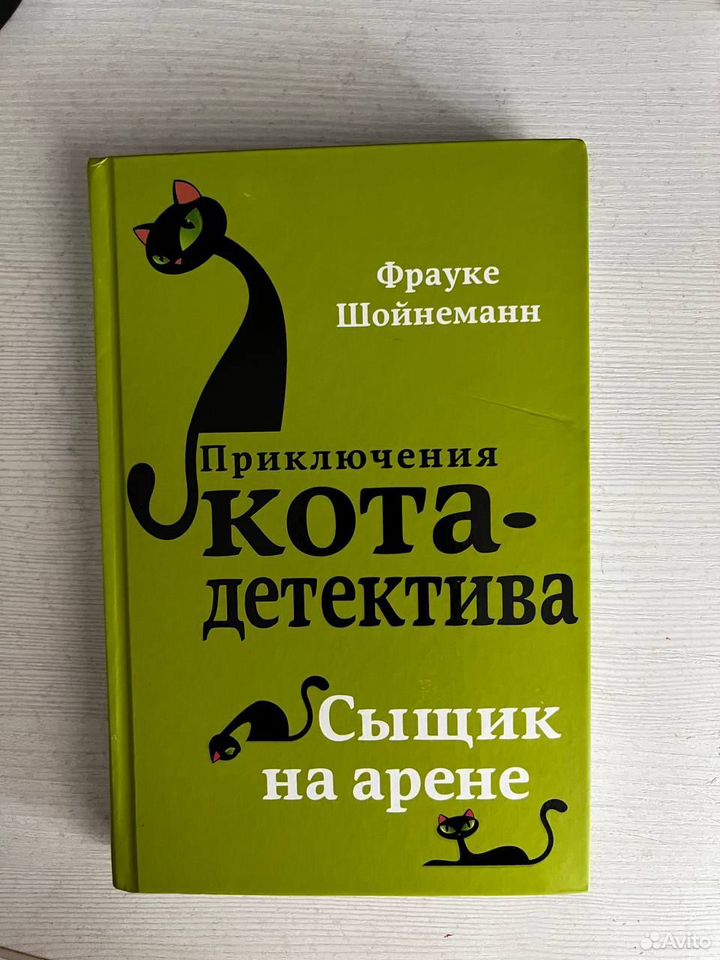 Фрауке
Шойнеманн
Приключения
кота-
детектива
Сыщик
на арене
Avito